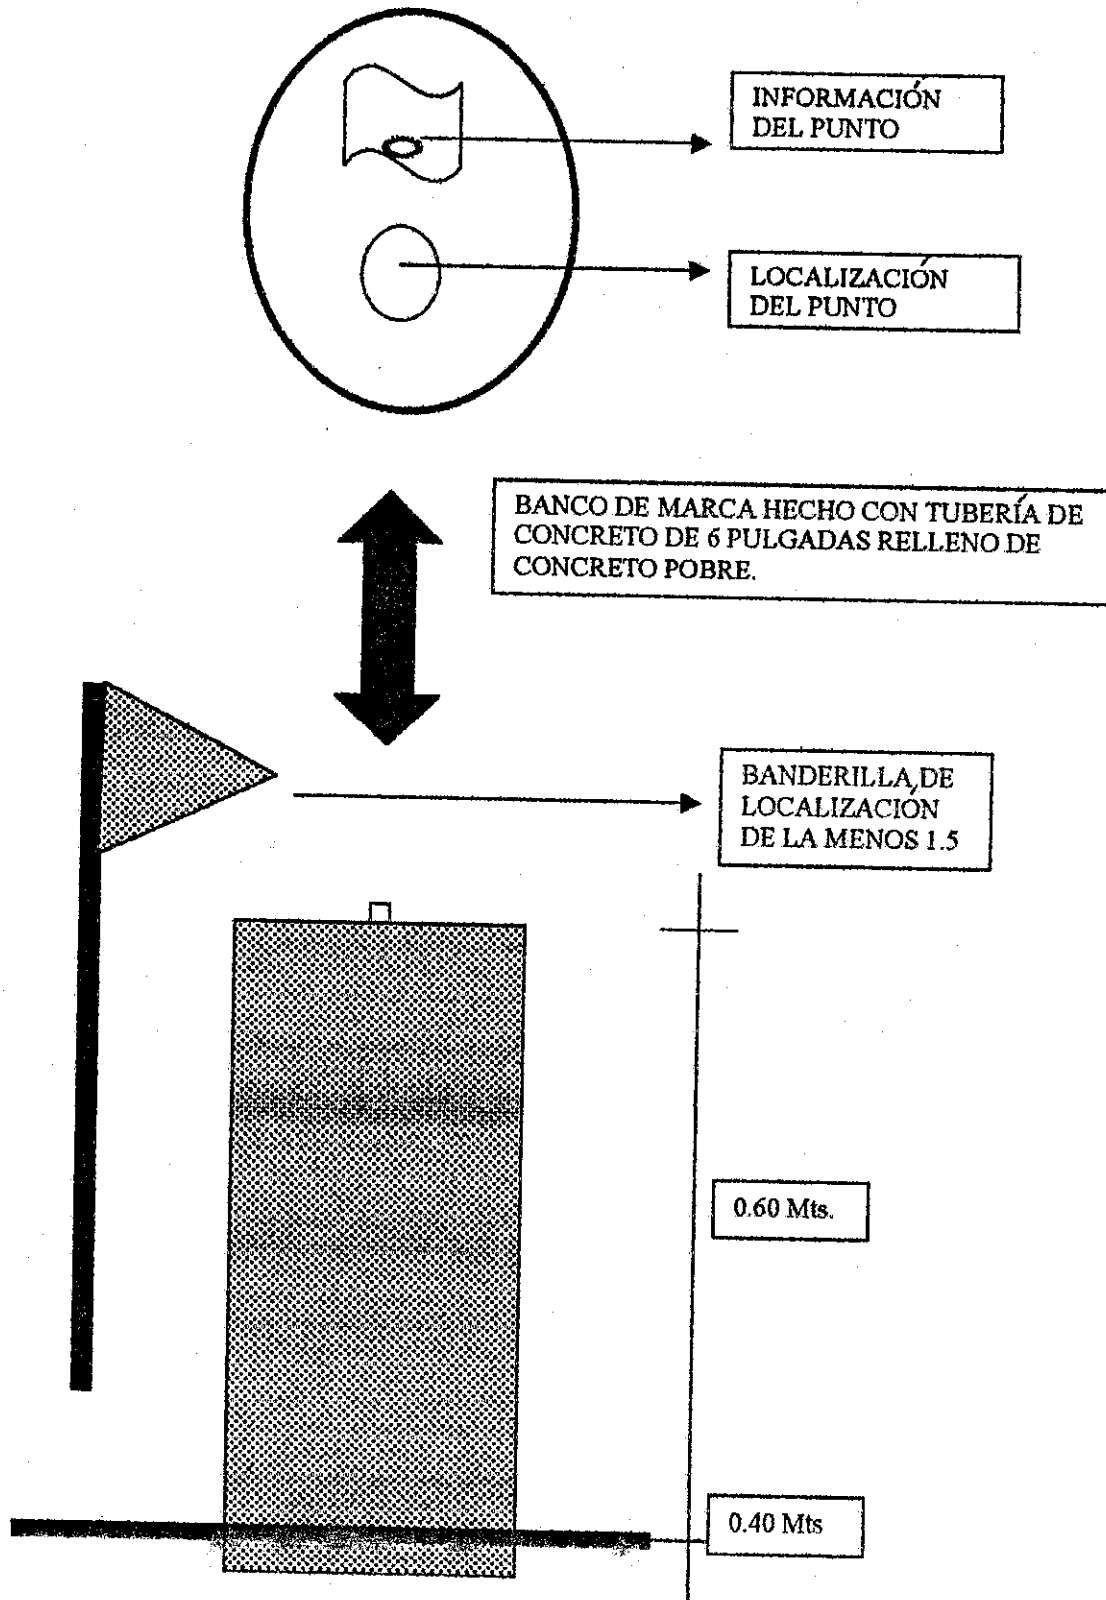 INFORMACIÓN
DEL PUNTO
LOCALIZACIÓN
DEL PUNTO
BANCO DE MARCA HECHO CON TUBERÍA DE
CONCRETO DE 6 PULGADAS RELLENO DE
CONCRETO POBRE.
BANDERILLA DE
LOCALIZACIÓN
DE LA MENOS 1.5
0.60 Mts.
0.40 Mts